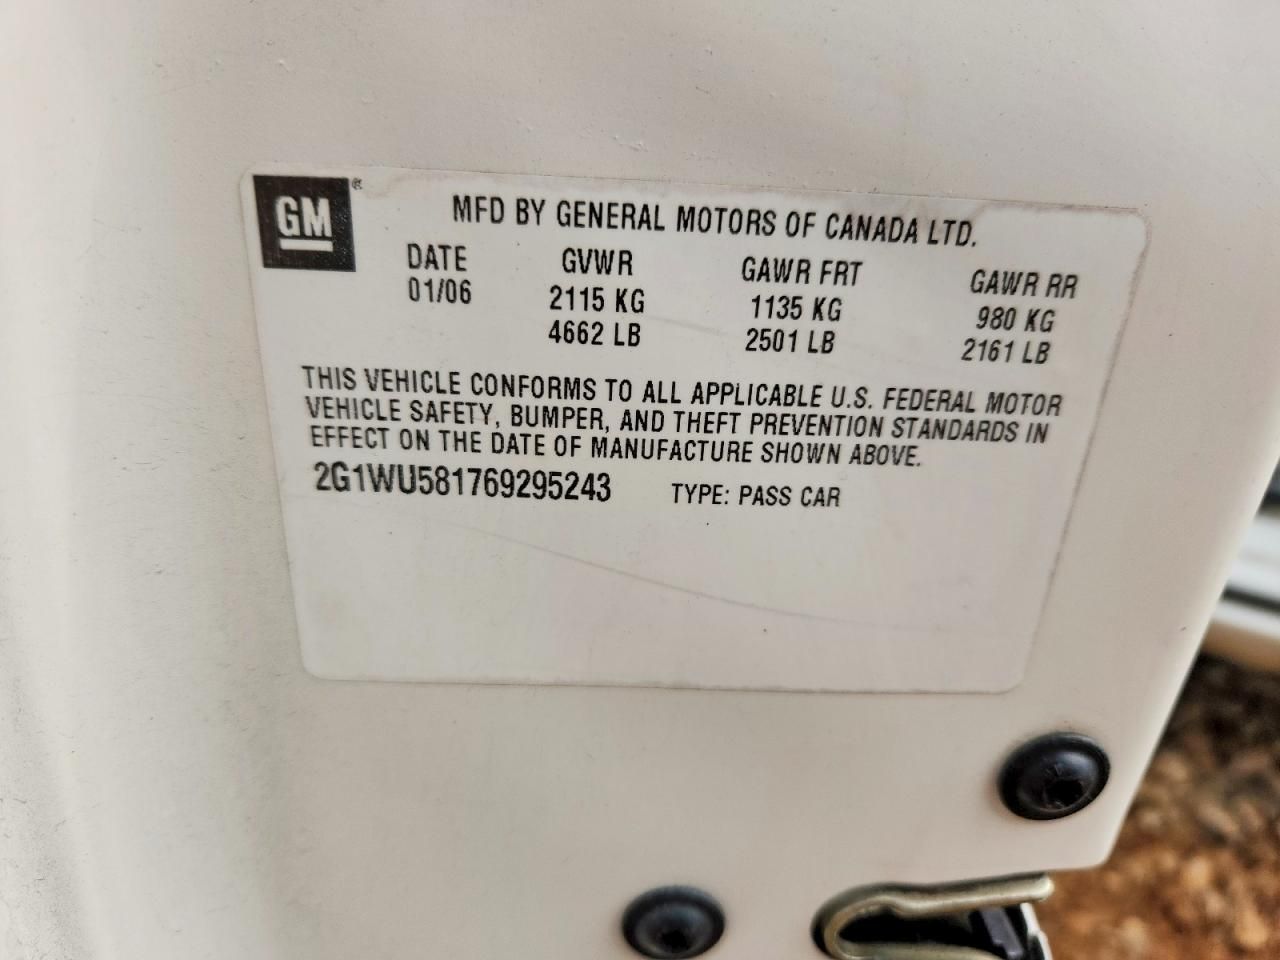 GM®
MFD BY GENERAL MOTORS OF CANADA LTD.
DATE GVWR GAWR FRT GAWR RR
01/06 2115 KG 1135 KG 980 KG
4662 LB 2501 LB 2161 LB
THIS VEHICLE CONFORMS TO ALL APPLICABLE U.S. FEDERAL MOTOR
VEHICLE SAFETY, BUMPER, AND THEFT PREVENTION STANDARDS IN
EFFECT ON THE DATE OF MANUFACTURE SHOWN ABOVE.
2G1WU581769295243 TYPE: PASS CAR